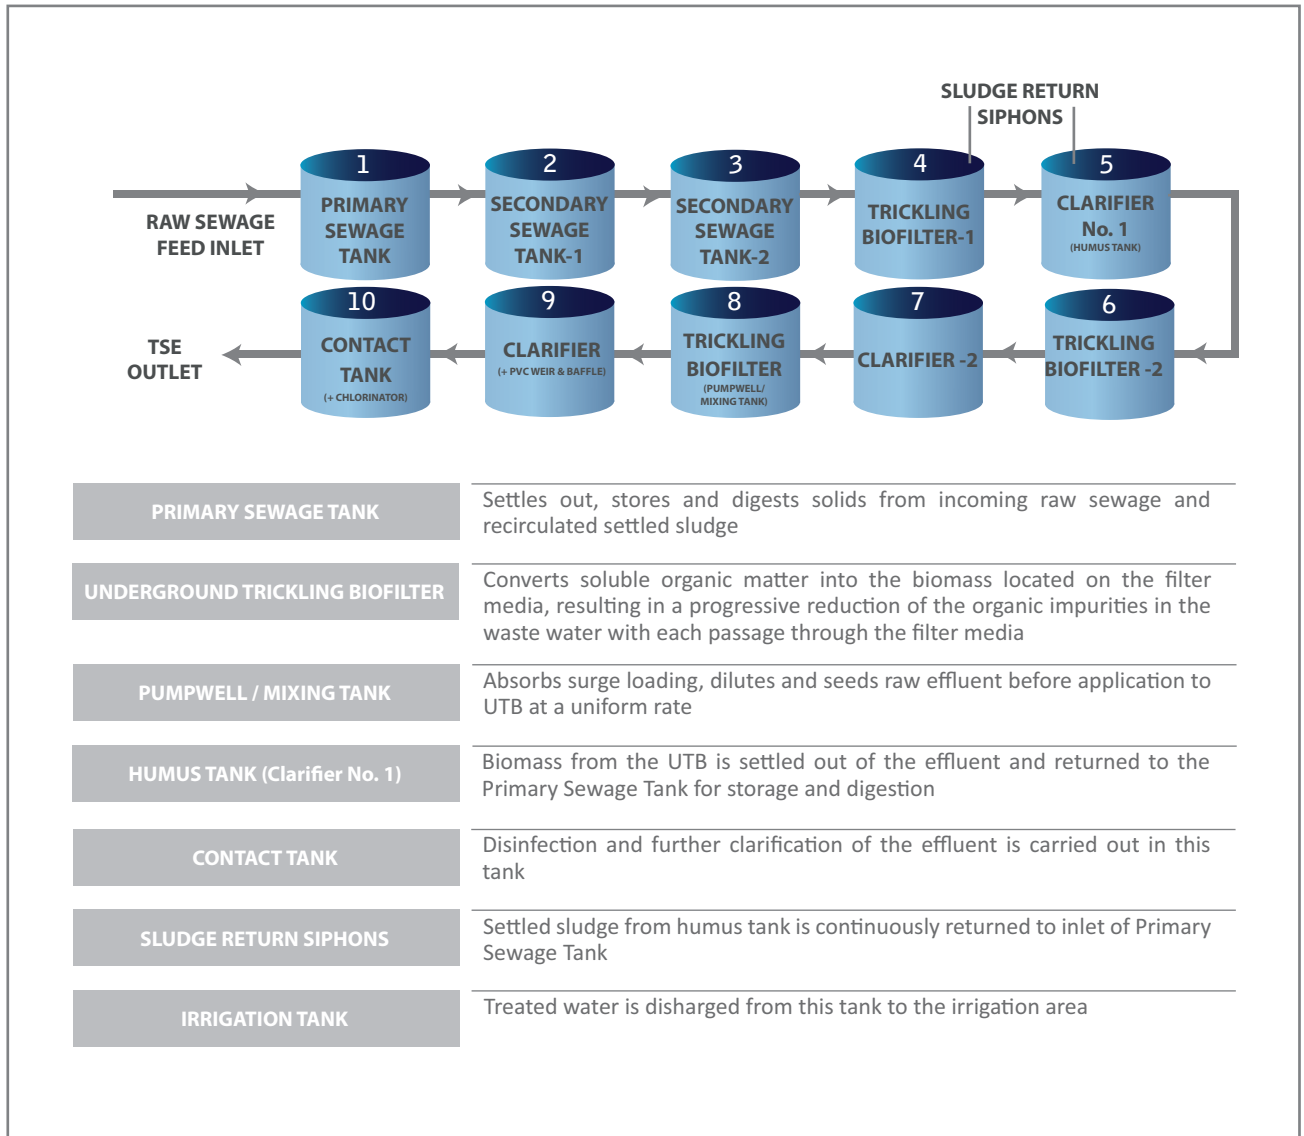 SLUDGE RETURN
SIPHONS
1
PRIMARY
SEWAGE
TANK
2
SECONDARY
SEWAGE
TANK-1
3
SECONDARY
SEWAGE
TANK-2
4
TRICKLING
BIOFILTER-1
5
CLARIFIER
No. 1
(HUMUS TANK)
RAW SEWAGE
FEED INLET
6
TRICKLING
BIOFILTER -2
7
CLARIFIER -2
8
TRICKLING
BIOFILTER
(PUMPWELL/
MIXING TANK)
9
CLARIFIER
(+ PVC WEIR & BAFFLE)
10
CONTACT
TANK
(+ CHLORINATOR)
TSE
OUTLET
PRIMARY SEWAGE TANK
Settles out, stores and digests solids from incoming raw sewage and
recirculated settled sludge
UNDERGROUND TRICKLING BIOFILTER
Converts soluble organic matter into the biomass located on the filter
media, resulting in a progressive reduction of the organic impurities in the
waste water with each passage through the filter media
PUMPWELL / MIXING TANK
Absorbs surge loading, dilutes and seeds raw effluent before application to
UTB at a uniform rate
HUMUS TANK (Clarifier No. 1)
Biomass from the UTB is settled out of the effluent and returned to the
Primary Sewage Tank for storage and digestion
CONTACT TANK
Disinfection and further clarification of the effluent is carried out in this
tank
SLUDGE RETURN SIPHONS
Settled sludge from humus tank is continuously returned to inlet of Primary
Sewage Tank
IRRIGATION TANK
Treated water is disharged from this tank to the irrigation area